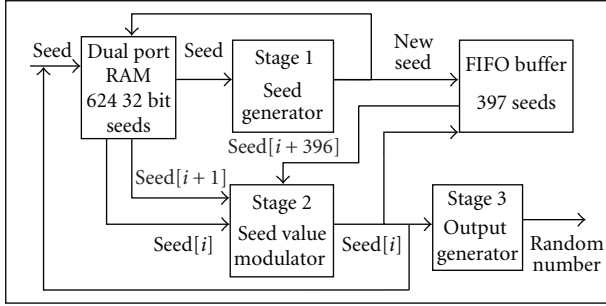 Seed
Dual port
RAM
624 32 bit
seeds
Seed
Stage 1
Seed
generator
New
seed
FIFO buffer
397 seeds
Seed[i + 396]
Seed[i + 1]
Seed[i]
Stage 2
Seed value
modulator
Seed[i]
Stage 3
Output
generator
Random
number